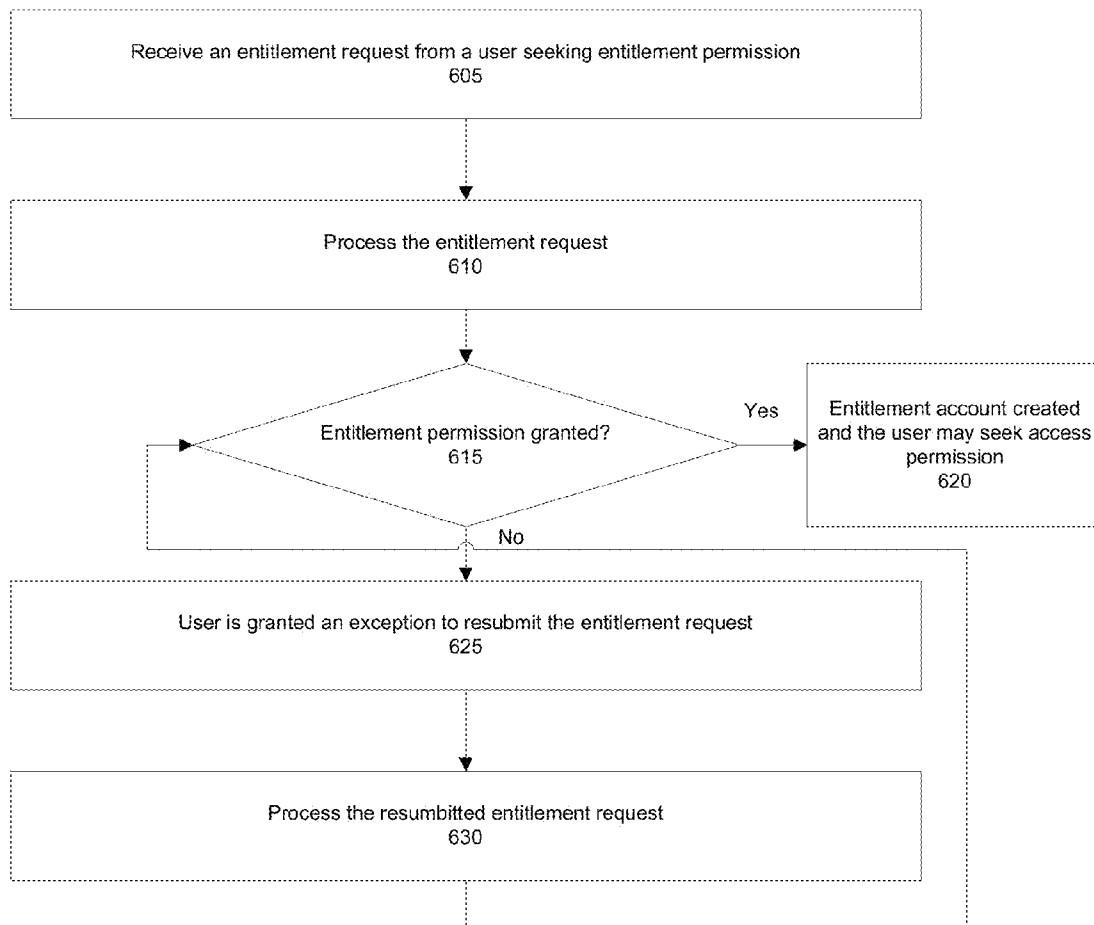 Receive an entitlement request from a user seeking entitlement permission
605
Process the entitlement request
610
Entitlement permission granted?
615
Yes
Entitlement account created
and the user may seek access
permission
620
No
User is granted an exception to resubmit the entitlement request
625
Process the resumbitted entitlement request
630